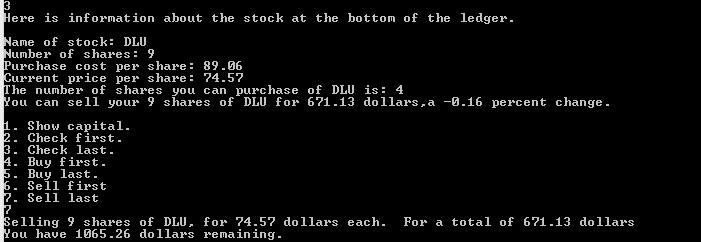 3
Here is information about the stock at the bottom of the ledger.
Name of stock: DLU
Number of shares: 9
Purchase cost per share: 89.06
Current price per share: 74.57
The number of shares you can purchase of DLU is: 4
You can sell your 9 shares of DLU for 671.13 dollars,a -0.16 percent change.
1. Show capital.
2. Check first.
3. Check last.
4. Buy first.
5. Buy last.
6. Sell first
7. Sell last
7
Selling 9 shares of DLU, for 74.57 dollars each.  For a total of 671.13 dollars
You have 1065.26 dollars remaining.